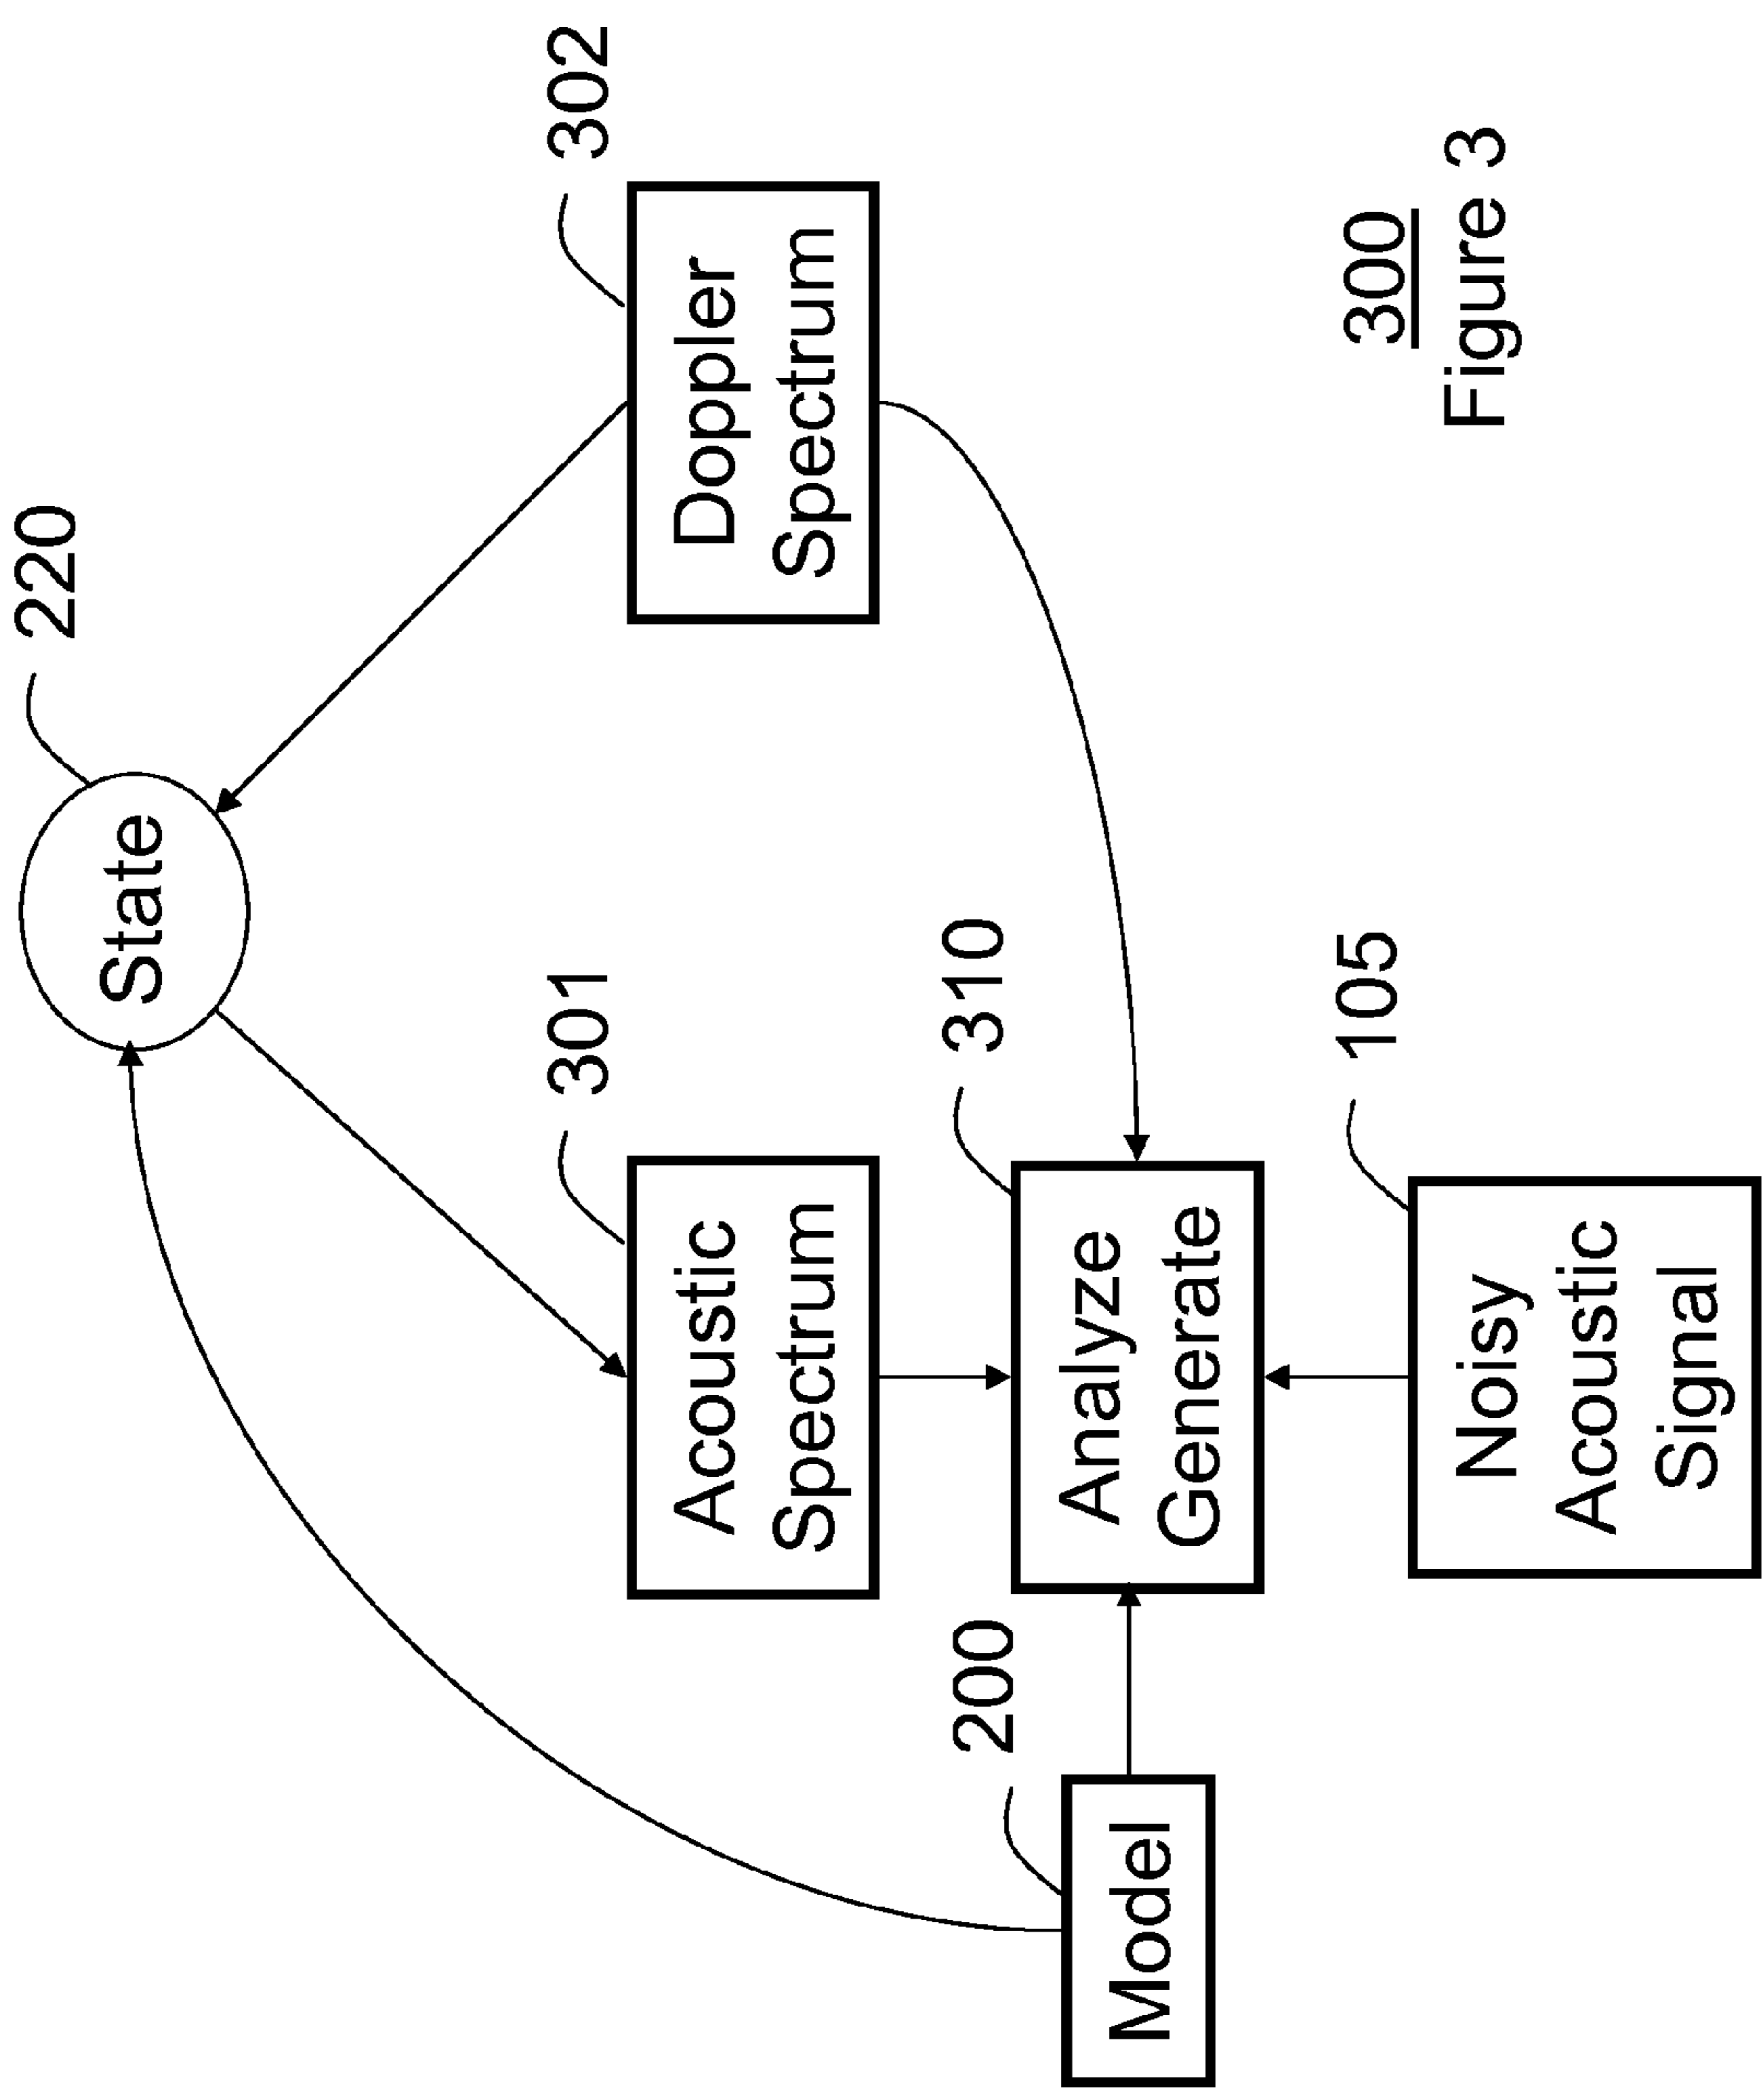 220
State
301
302
Acoustic
Spectrum
Doppler
Spectrum
200
310
Model
Analyze
Generate
105
Noisy
Acoustic
Signal
300
Figure 3